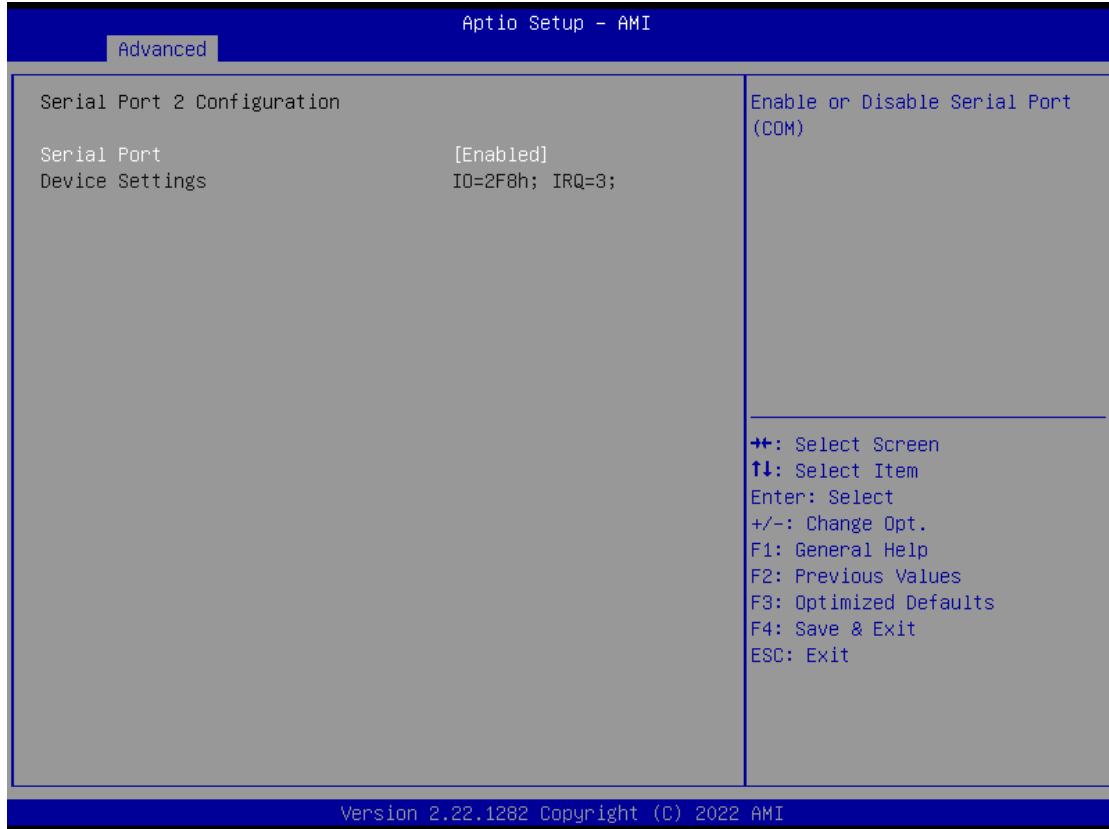 Aptio Setup – AMI
Advanced
Serial Port 2 Configuration
Serial Port [Enabled]
Device Settings IO=2F8h; IRQ=3;
Enable or Disable Serial Port
(COM)
→←: Select Screen
↑↓: Select Item
Enter: Select
+/-: Change Opt.
F1: General Help
F2: Previous Values
F3: Optimized Defaults
F4: Save & Exit
ESC: Exit
Version 2.22.1282 Copyright (C) 2022 AMI